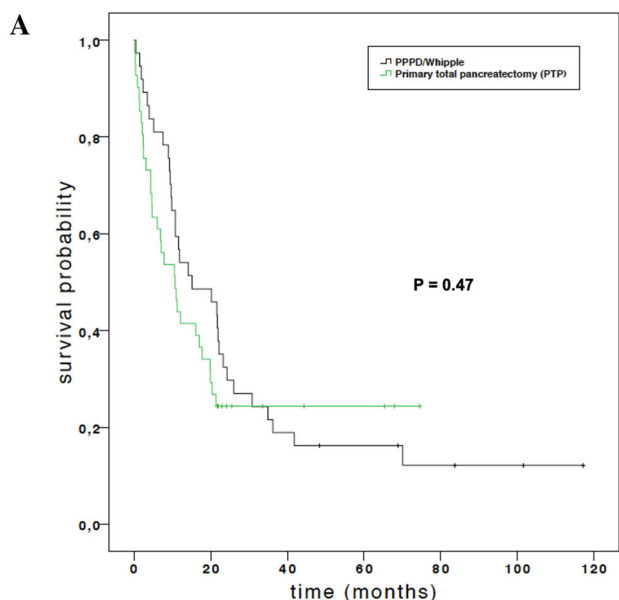 A
1,0
0,8
0,6
0,4
0,2
0,0
survival probability
PPPD/Whipple
Primary total pancreatectomy (PTP)
P = 0.47
0 20 40 60 80 100 120
time (months)